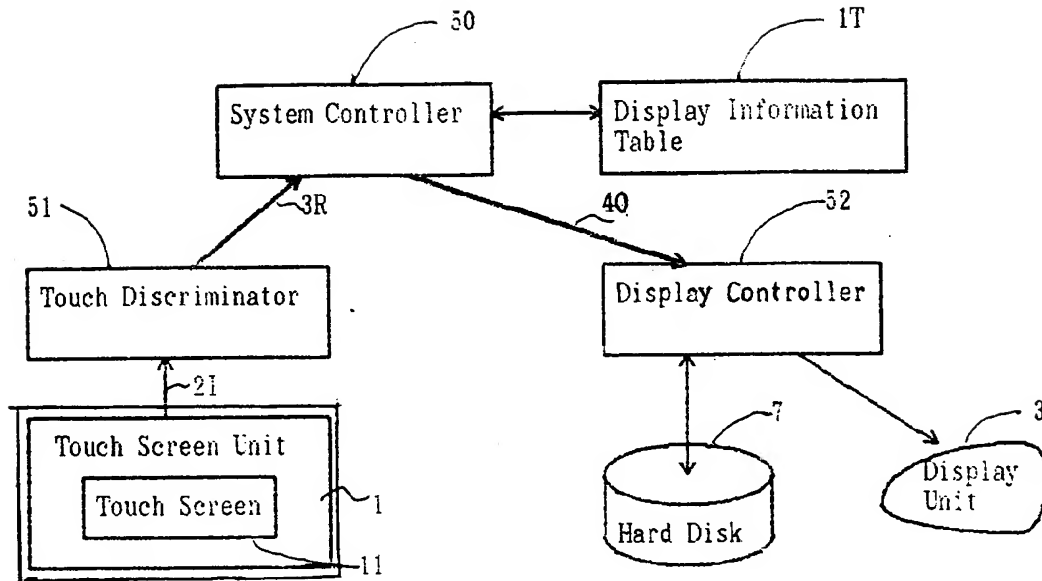 50
1T
System Controller
Display Information
Table
51
3R
40
52
Touch Discriminator
Display Controller
2I
Touch Screen Unit
7
3
Touch Screen
1
Display
Unit
Hard Disk
11